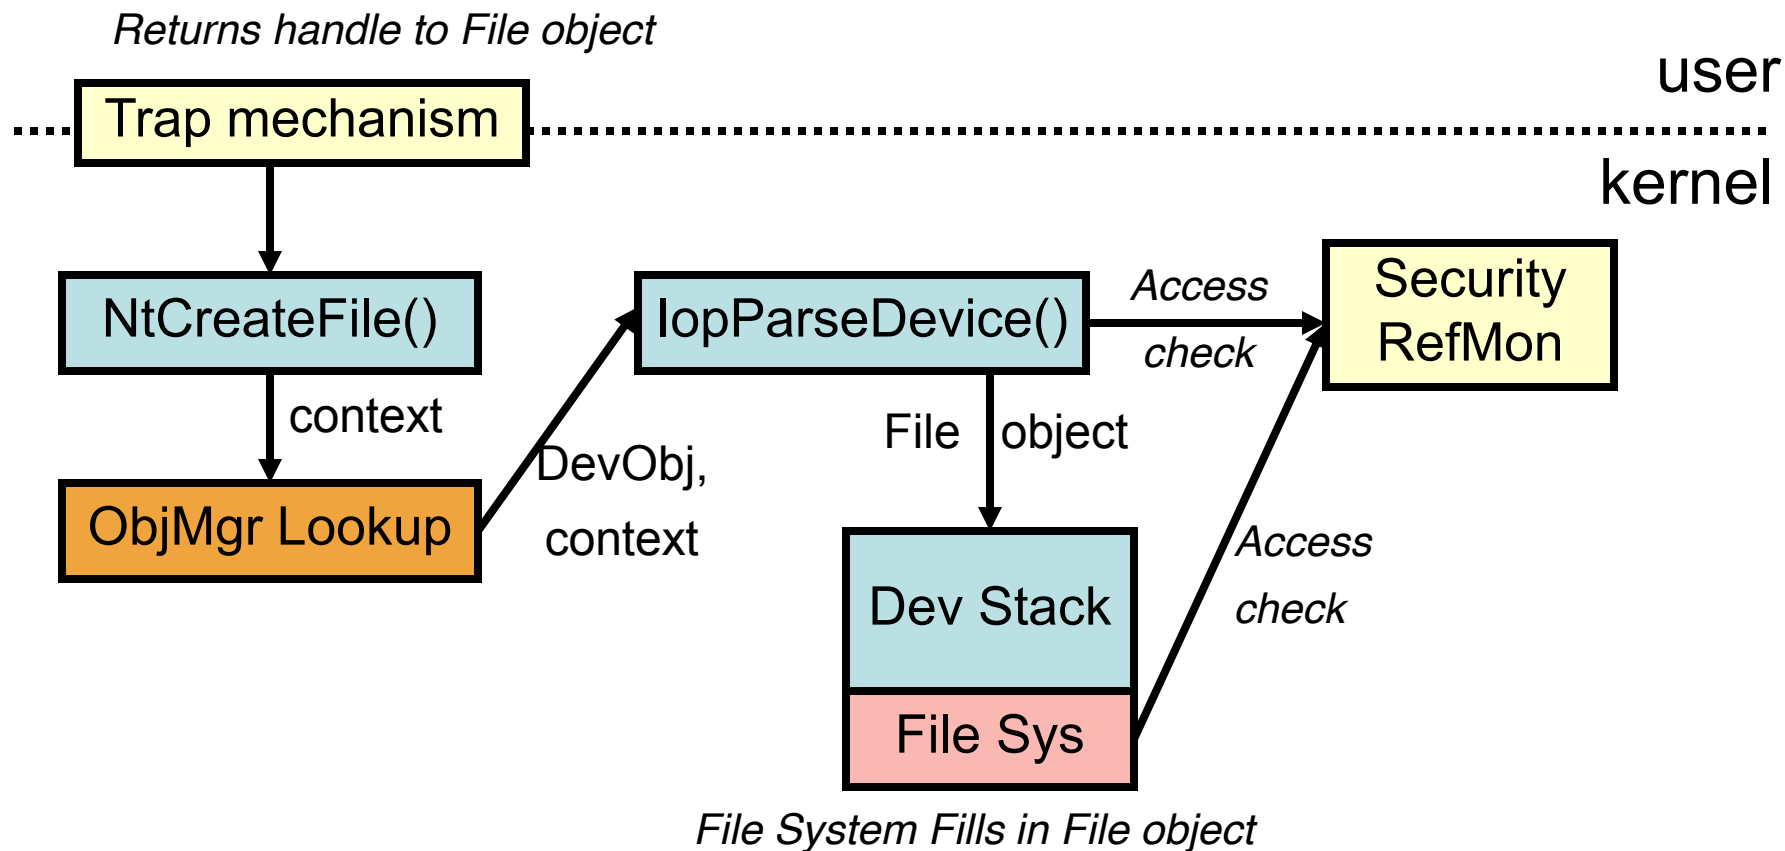 Returns handle to File object
user
Trap mechanism
kernel
NtCreateFile()
IopParseDevice()
Access
check
Security
RefMon
context
File object
DevObj,
context
ObjMgr Lookup
Access
check
Dev Stack
File Sys
File System Fills in File object